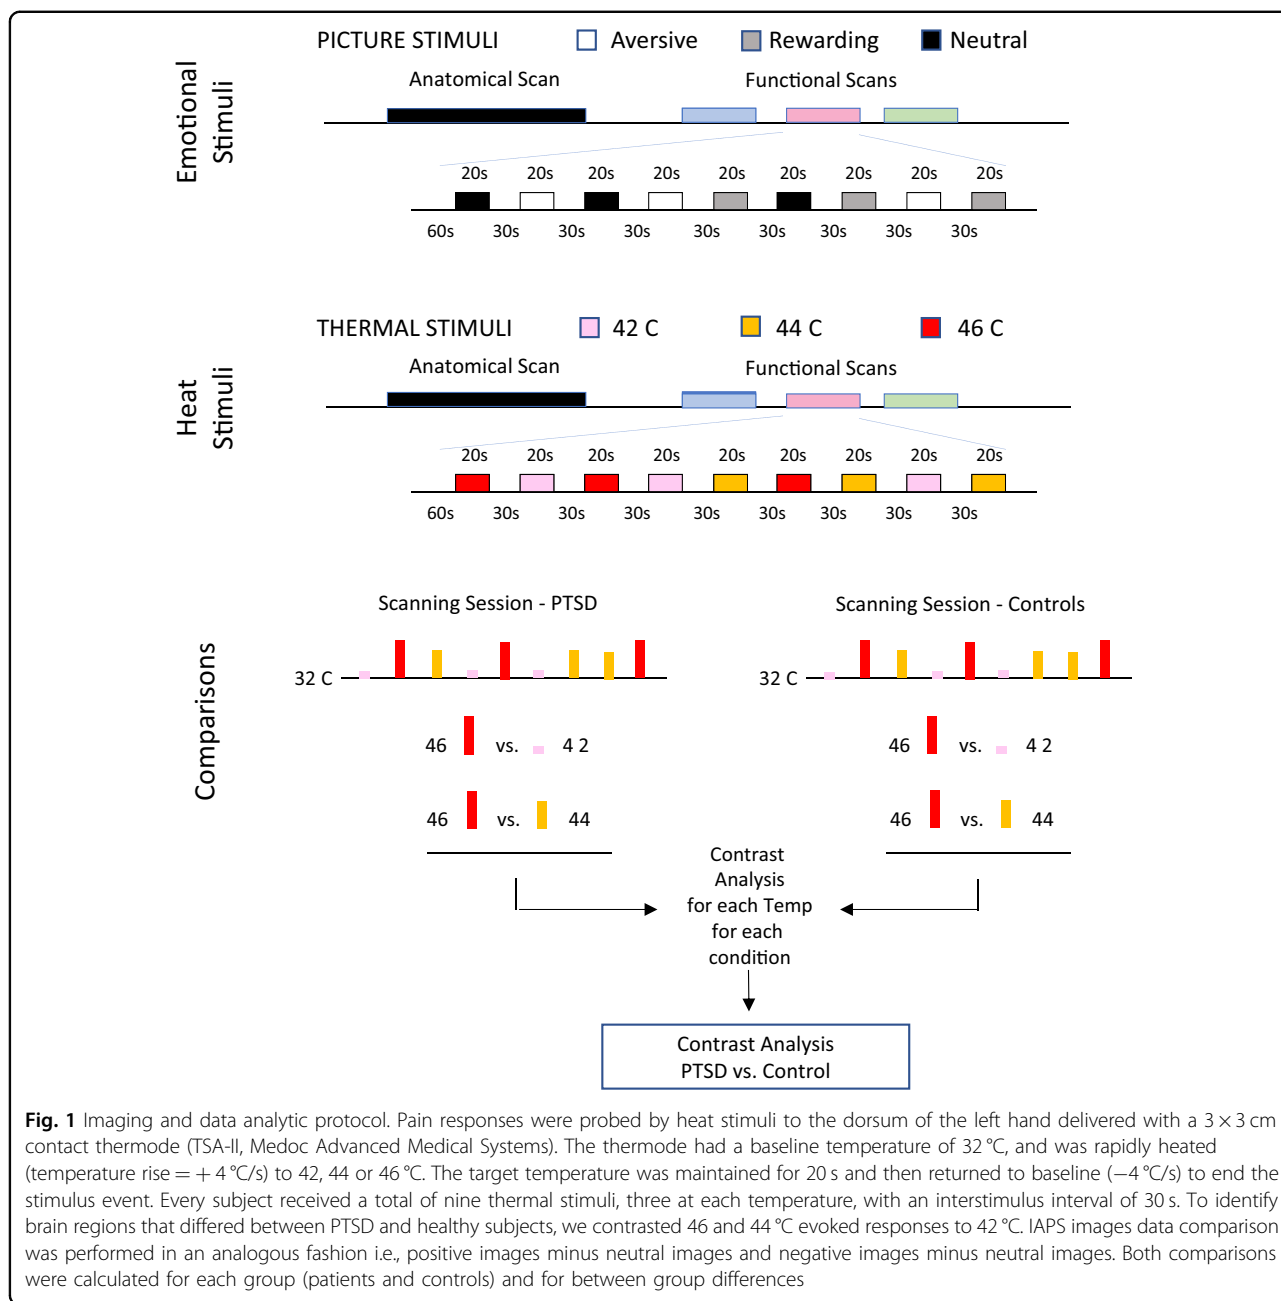 PICTURE STIMULI Aversive Rewarding Neutral
Emotional
Stimuli
Anatomical Scan Functional Scans
20s 20s 20s 20s 20s 20s 20s 20s 20s
60s 30s 30s 30s 30s 30s 30s 30s 30s
THERMAL STIMULI 42 C 44 C 46 C
Heat
Stimuli
Anatomical Scan Functional Scans
20s 20s 20s 20s 20s 20s 20s 20s 20s
60s 30s 30s 30s 30s 30s 30s 30s 30s
Comparisons
Scanning Session - PTSD Scanning Session - Controls
32 C 32 C
46 vs. 4 2 46 vs. 4 2
46 vs. 44 46 vs. 44
Contrast
Analysis
for each Temp
for each
condition
Contrast Analysis
PTSD vs. Control
Fig. 1 Imaging and data analytic protocol. Pain responses were probed by heat stimuli to the dorsum of the left hand delivered with a 3 × 3 cm
contact thermode (TSA-II, Medoc Advanced Medical Systems). The thermode had a baseline temperature of 32 °C, and was rapidly heated
(temperature rise = + 4 °C/s) to 42, 44 or 46 °C. The target temperature was maintained for 20 s and then returned to baseline (−4 °C/s) to end the
stimulus event. Every subject received a total of nine thermal stimuli, three at each temperature, with an interstimulus interval of 30 s. To identify
brain regions that differed between PTSD and healthy subjects, we contrasted 46 and 44 °C evoked responses to 42 °C. IAPS images data comparison
was performed in an analogous fashion i.e., positive images minus neutral images and negative images minus neutral images. Both comparisons
were calculated for each group (patients and controls) and for between group differences